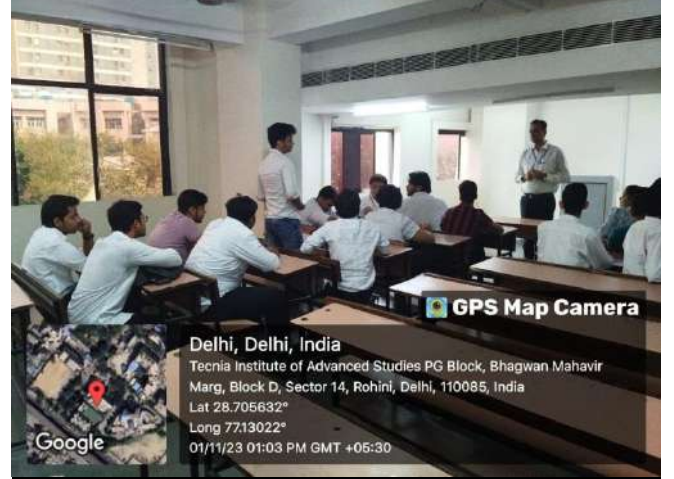 GPS Map Camera
Delhi, Delhi, India
Tecnia Institute of Advanced Studies PG Block, Bhagwan Mahavir
Marg, Block D, Sector 14, Rohini, Delhi, 110085, India
Lat 28.705632°
Long 77.13022°
01/11/23 01:03 PM GMT +05:30
Google